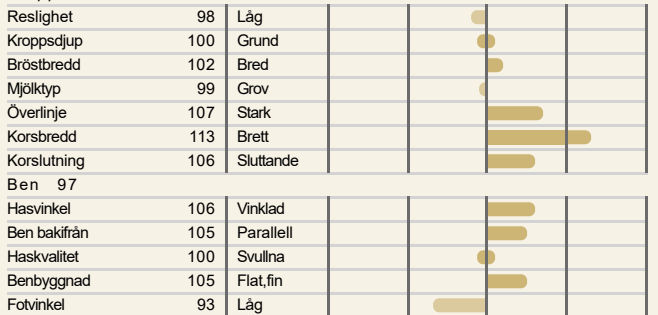 Reslighet 98 Låg
Kroppsdjup 100 Grund
Bröstbredd 102 Bred
Mjölktyp 99 Grov
Överlinje 107 Stark
Korsbredd 113 Brett
Korslutning 106 Sluttande
Ben 97
Hasvinkel 106 Vinklad
Ben bakifrån 105 Parallell
Haskvalitet 100 Svullna
Benbyggnad 105 Flat,fin
Fotvinkel 93 Låg